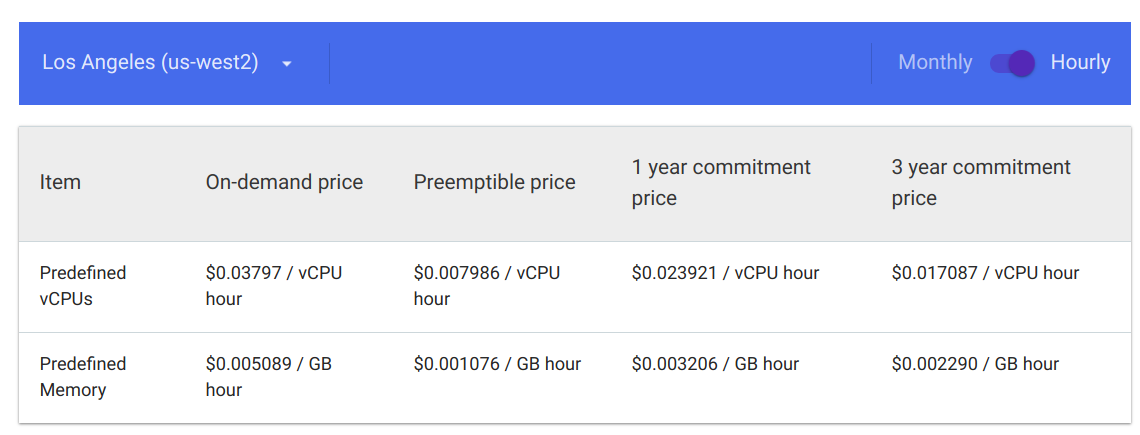 Los Angeles (us-west2)
Monthly Hourly
Item On-demand price Preemptible price 1 year commitment price 3 year commitment price
Predefined vCPUs $0.03797 / vCPU hour $0.007986 / vCPU hour $0.023921 / vCPU hour $0.017087 / vCPU hour
Predefined Memory $0.005089 / GB hour $0.001076 / GB hour $0.003206 / GB hour $0.002290 / GB hour